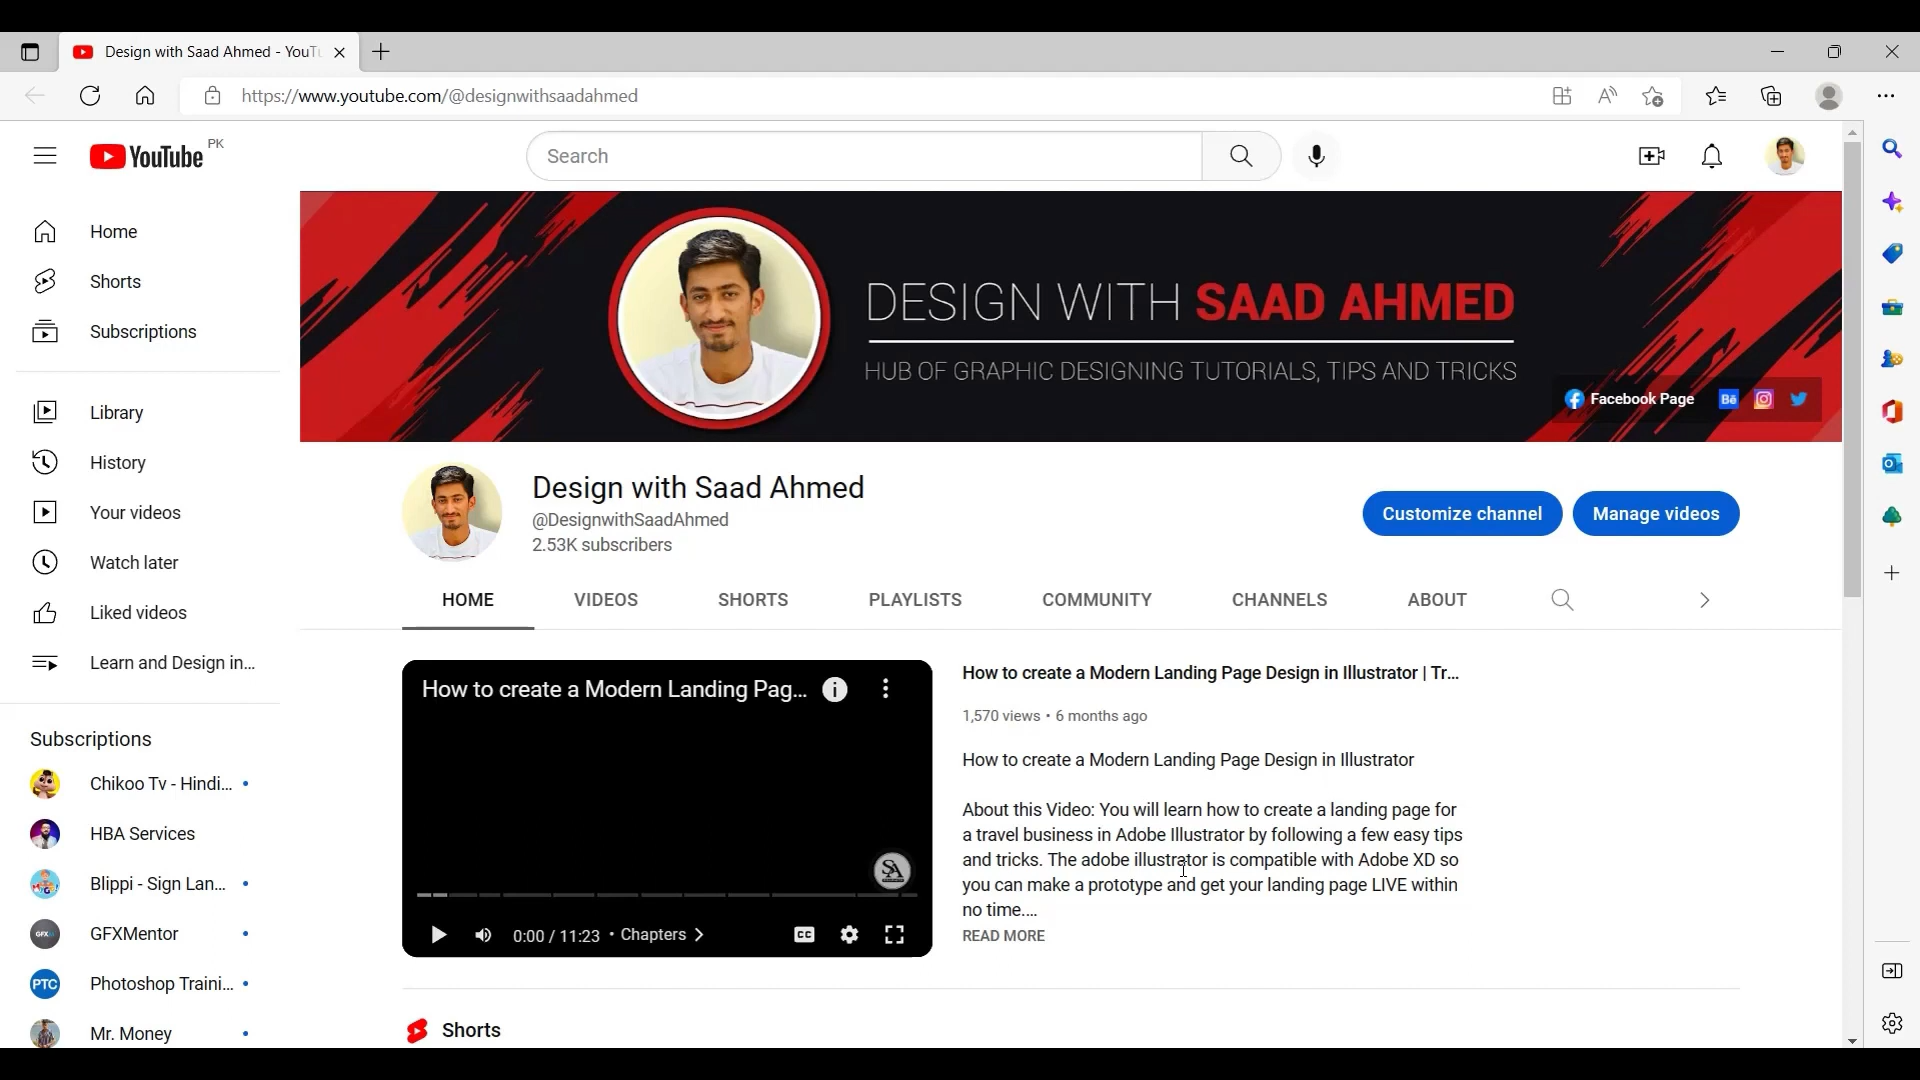 Design with Saad Ahmed - YouT
https://www.youtube.com/@designwithsaadahmed
YouTube PK
Search
Home
Shorts
Subscriptions
Library
History
Your videos
Watch later
Liked videos
Learn and Design in...
Subscriptions
Chikoo Tv - Hindi...
HBA Services
Blippi - Sign Lan...
GFXMentor
Photoshop Traini...
Mr. Money
DESIGN WITH SAAD AHMED
HUB OF GRAPHIC DESIGNING TUTORIALS, TIPS AND TRICKS
Facebook Page
Bē
Design with Saad Ahmed
@DesignwithSaadAhmed
2.53K subscribers
Customize channel
Manage videos
HOME VIDEOS SHORTS PLAYLISTS COMMUNITY CHANNELS ABOUT
How to create a Modern Landing Pag...
SA
0:00 / 11:23 • Chapters
CC
How to create a Modern Landing Page Design in Illustrator | Tr...
1,570 views • 6 months ago
How to create a Modern Landing Page Design in Illustrator
About this Video: You will learn how to create a landing page for
a travel business in Adobe Illustrator by following a few easy tips
and tricks. The adobe illustrator is compatible with Adobe XD so
you can make a prototype and get your landing page LIVE within
no time....
READ MORE
Shorts
PTC